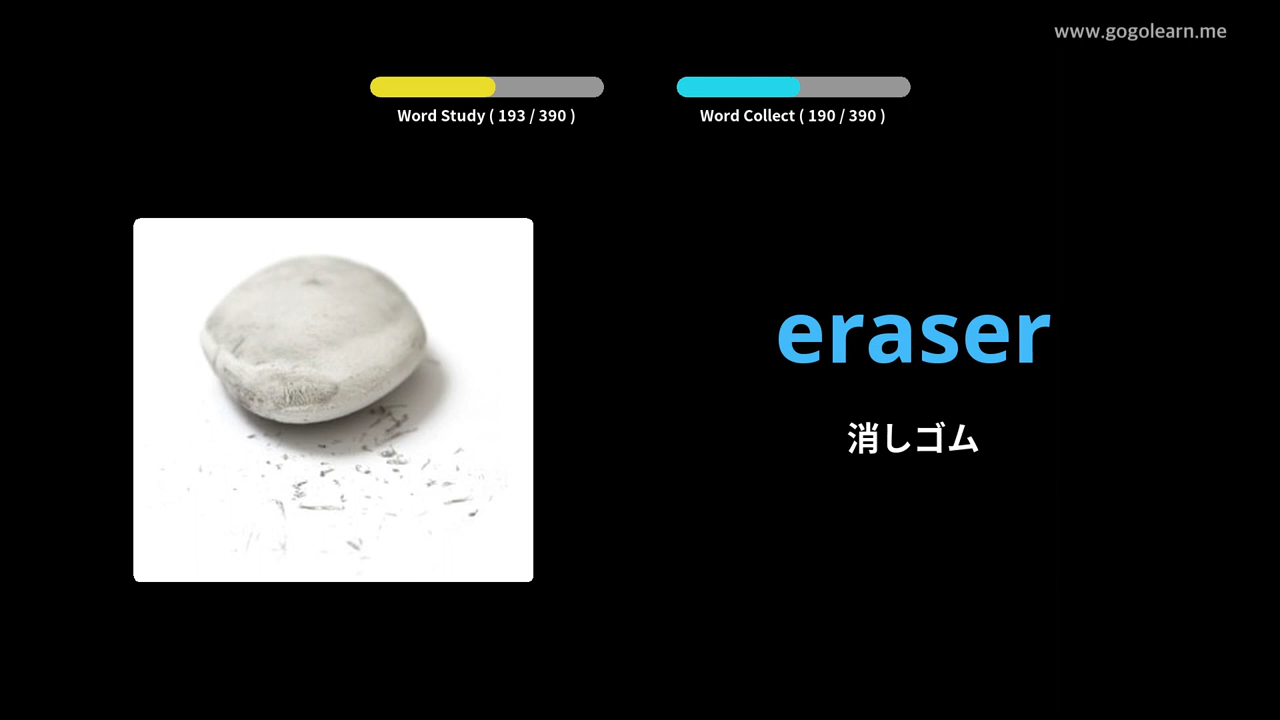 www.gogolearn.me
Word Study ( 193 / 390 )
Word Collect ( 190 / 390 )
eraser
消しゴム